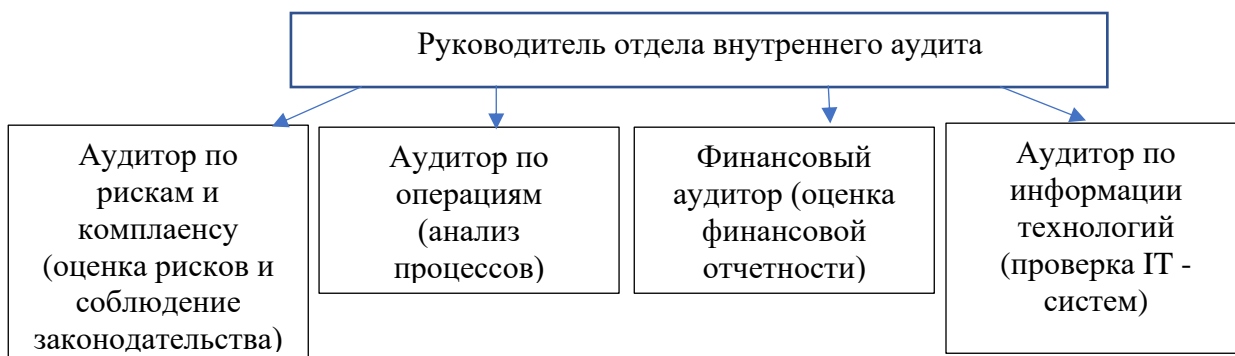 Руководитель отдела внутреннего аудита
Аудитор по
рискам и
комплаенсу
(оценка рисков и
соблюдение
законодательства)
Аудитор по
операциям
(анализ
процессов)
Финансовый
аудитор (оценка
финансовой
отчетности)
Аудитор по
информации
технологий
(проверка IT -
систем)